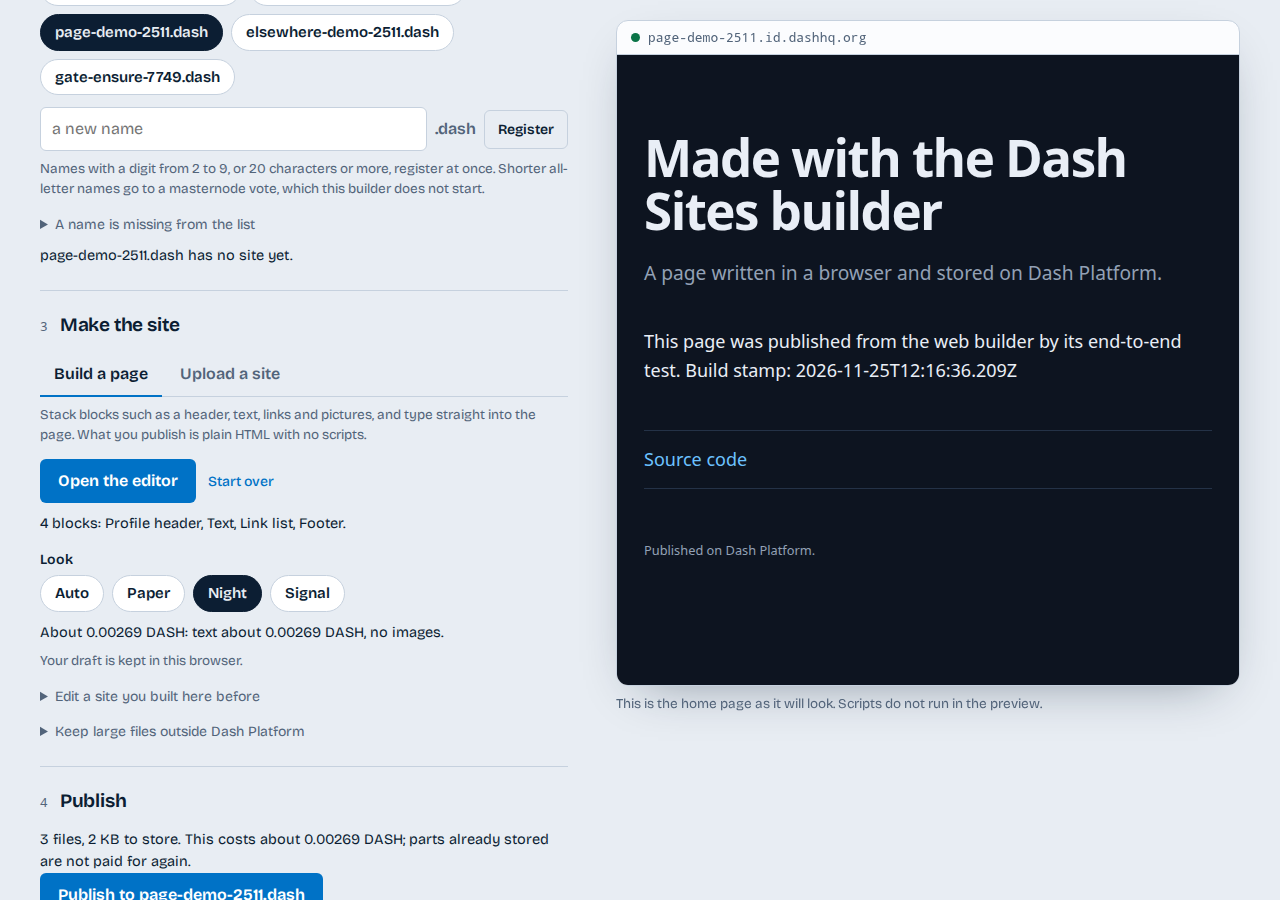 page-demo-2511.dash
elsewhere-demo-2511.dash
gate-ensure-7749.dash
a new name
.dash
Register
Names with a digit from 2 to 9, or 20 characters or more, register at once. Shorter all-
letter names go to a masternode vote, which this builder does not start.
A name is missing from the list
page-demo-2511.dash has no site yet.
3 Make the site
Build a page
Upload a site
Stack blocks such as a header, text, links and pictures, and type straight into the
page. What you publish is plain HTML with no scripts.
Open the editor
Start over
4 blocks: Profile header, Text, Link list, Footer.
Look
Auto
Paper
Night
Signal
About 0.00269 DASH: text about 0.00269 DASH, no images.
Your draft is kept in this browser.
Edit a site you built here before
Keep large files outside Dash Platform
4 Publish
3 files, 2 KB to store. This costs about 0.00269 DASH; parts already stored
are not paid for again.
Publish to page-demo-2511.dash
page-demo-2511.id.dashhq.org
Made with the Dash
Sites builder
A page written in a browser and stored on Dash Platform.
This page was published from the web builder by its end-to-end
test. Build stamp: 2026-11-25T12:16:36.209Z
Source code
Published on Dash Platform.
This is the home page as it will look. Scripts do not run in the preview.